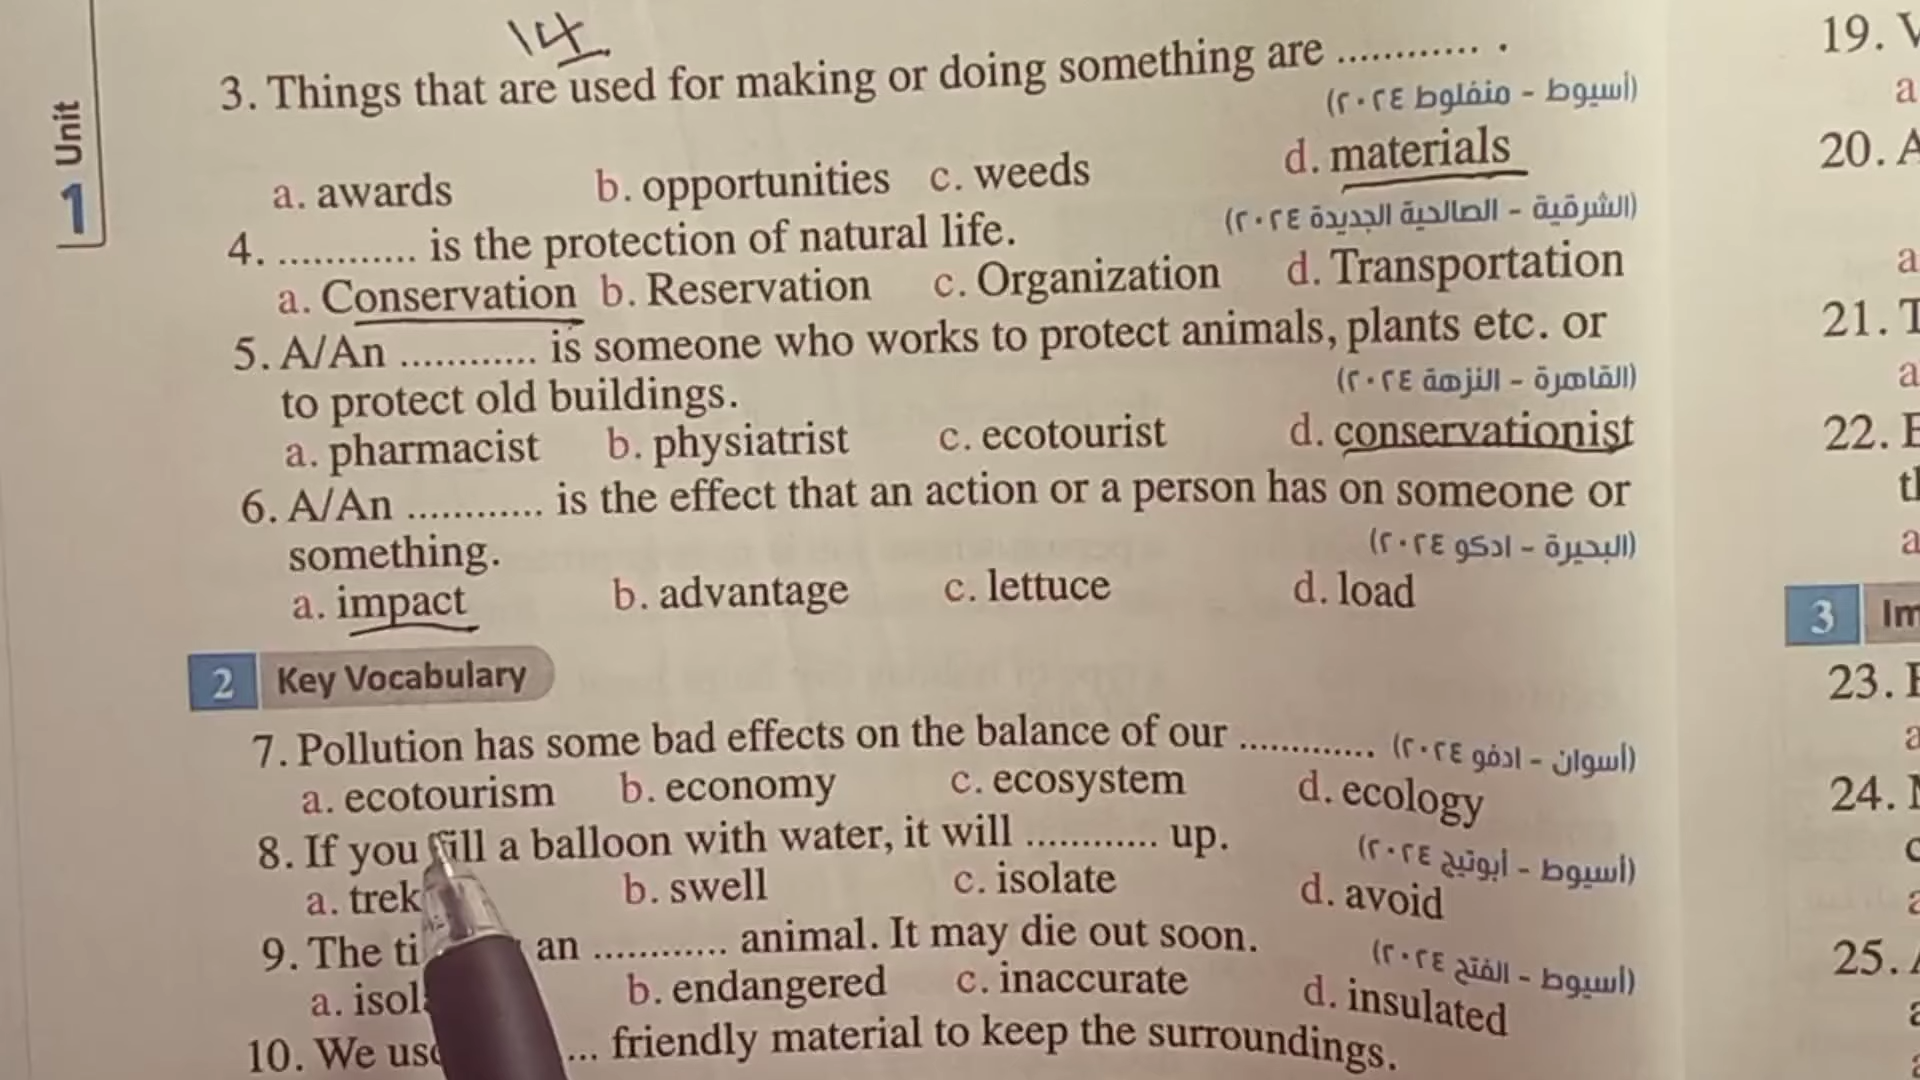 14
Unit
1
3. Things that are used for making or doing something are ............ .
(أسيوط - منفلوط ٢٠٢٤)
a. awards b. opportunities c. weeds d. materials
(الشرقية - الصالحية الجديدة ٢٠٢٤)
4. ............ is the protection of natural life.
a. Conservation b. Reservation c. Organization d. Transportation
5. A/An ............ is someone who works to protect animals, plants etc. or
to protect old buildings. (القاهرة - النزهة ٢٠٢٤)
a. pharmacist b. physiatrist c. ecotourist d. conservationist
6. A/An ............ is the effect that an action or a person has on someone or
something. (البحيرة - ادكو ٢٠٢٤)
a. impact b. advantage c. lettuce d. load
2 Key Vocabulary
7. Pollution has some bad effects on the balance of our ............ (أسوان - ادفو ٢٠٢٤)
a. ecotourism b. economy c. ecosystem d. ecology
8. If you fill a balloon with water, it will ............ up. (أسيوط - أبوتيج ٢٠٢٤)
a. trek b. swell c. isolate d. avoid
9. The an ............ animal. It may die out soon. (أسيوط - الفتح ٢٠٢٤)
a. b. endangered c. inaccurate d. insulated
10. We ... friendly material to keep the surroundings.
19.
a
20. A
a
21. T
a
22.
a
3
23.
a
24.
25.